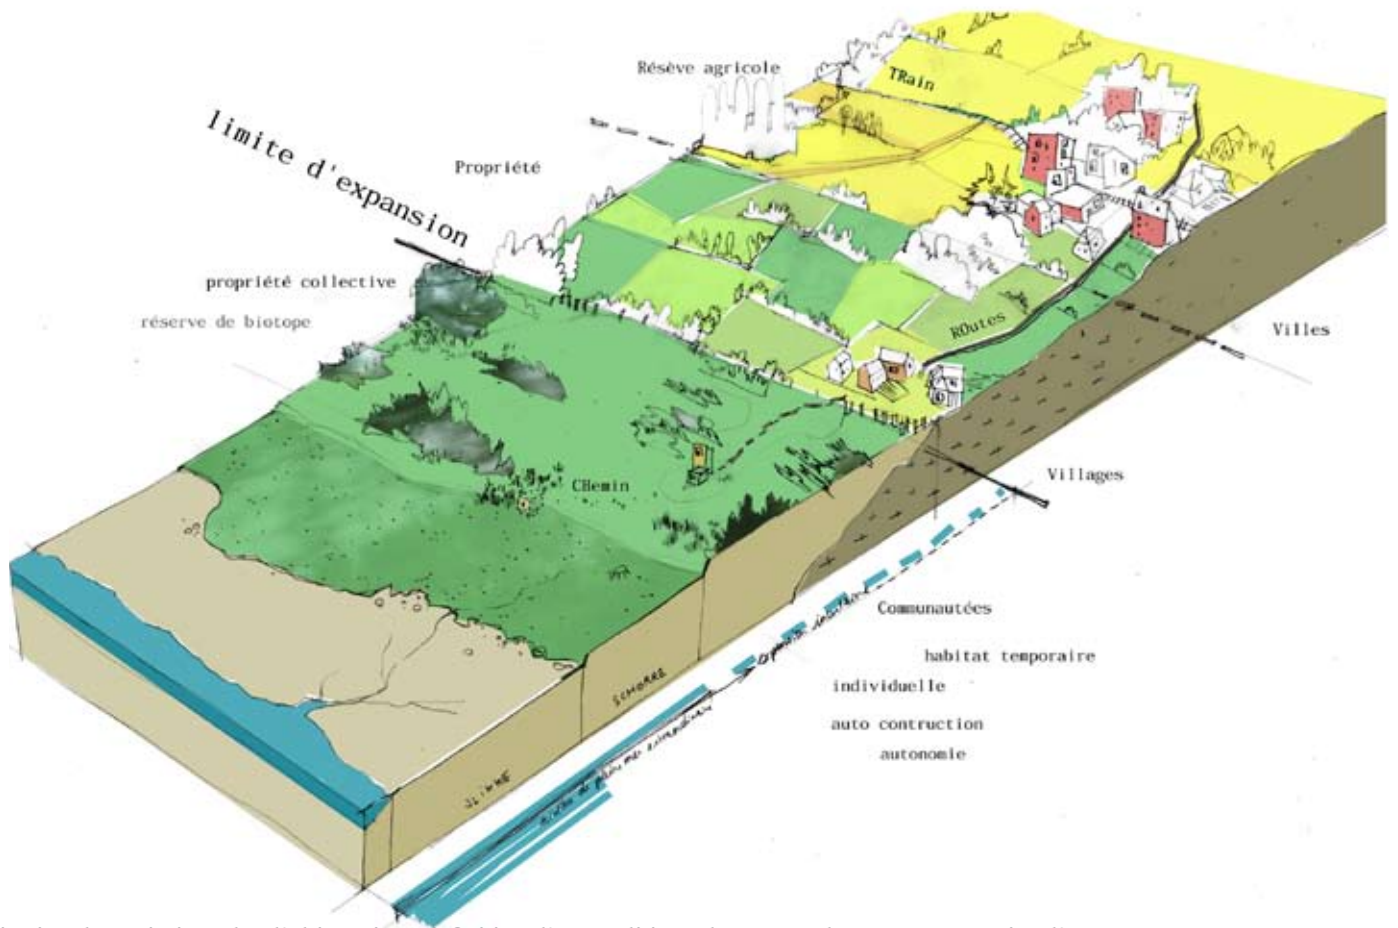 Résève agricole
TRain
limite d'expansion
Propriété
propriété collective
réserve de biotope
ROutes
Villes
CHemin
Villages
Communautées
habitat temporaire
individuelle
auto contruction
autonomie
SCHORRE
SLIKKE